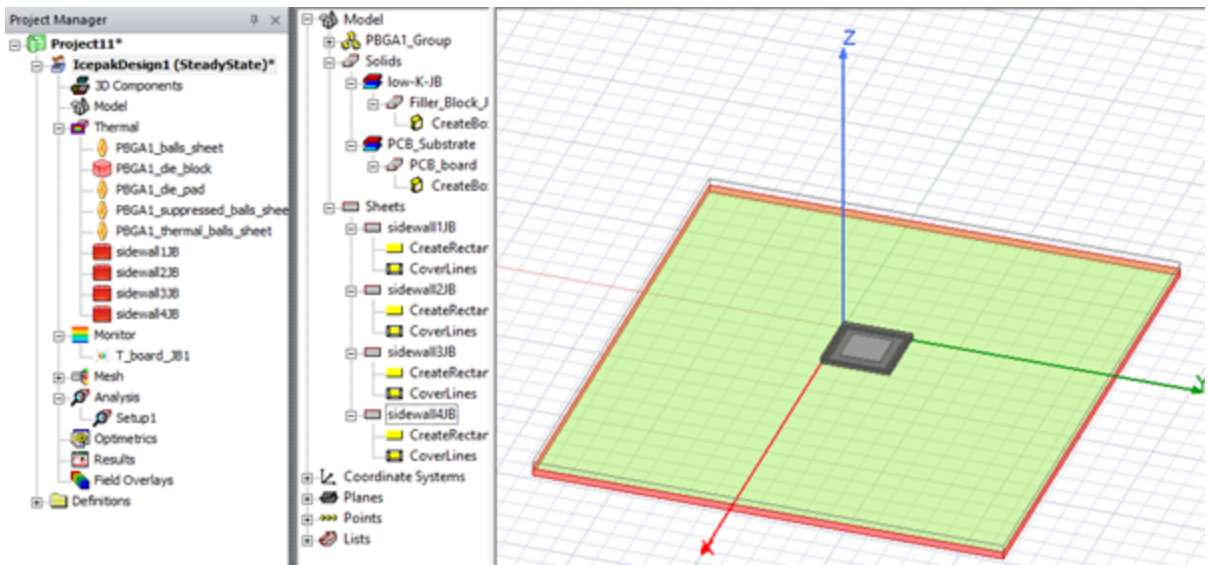 Project Manager
Project11*
IcepakDesign1 (SteadyState)*
3D Components
Model
Thermal
PBGA1_balls_sheet
PBGA1_die_block
PBGA1_die_pad
PBGA1_suppressed_balls_shee
PBGA1_thermal_balls_sheet
sidewall1JB
sidewall2JB
sidewall3JB
sidewall4JB
Monitor
T_board_JB1
Mesh
Analysis
Setup1
Optimetrics
Results
Field Overlays
Definitions
Model
PBGA1_Group
Solids
low-K-JB
Filler_Block_J
CreateBo
PCB_Substrate
PCB_board
CreateBo
Sheets
sidewall1JB
CreateRectar
CoverLines
sidewall2JB
CreateRectar
CoverLines
sidewall3JB
CreateRectar
CoverLines
sidewall4JB
CreateRectar
CoverLines
Coordinate Systems
Planes
Points
Lists
Z
Y
X